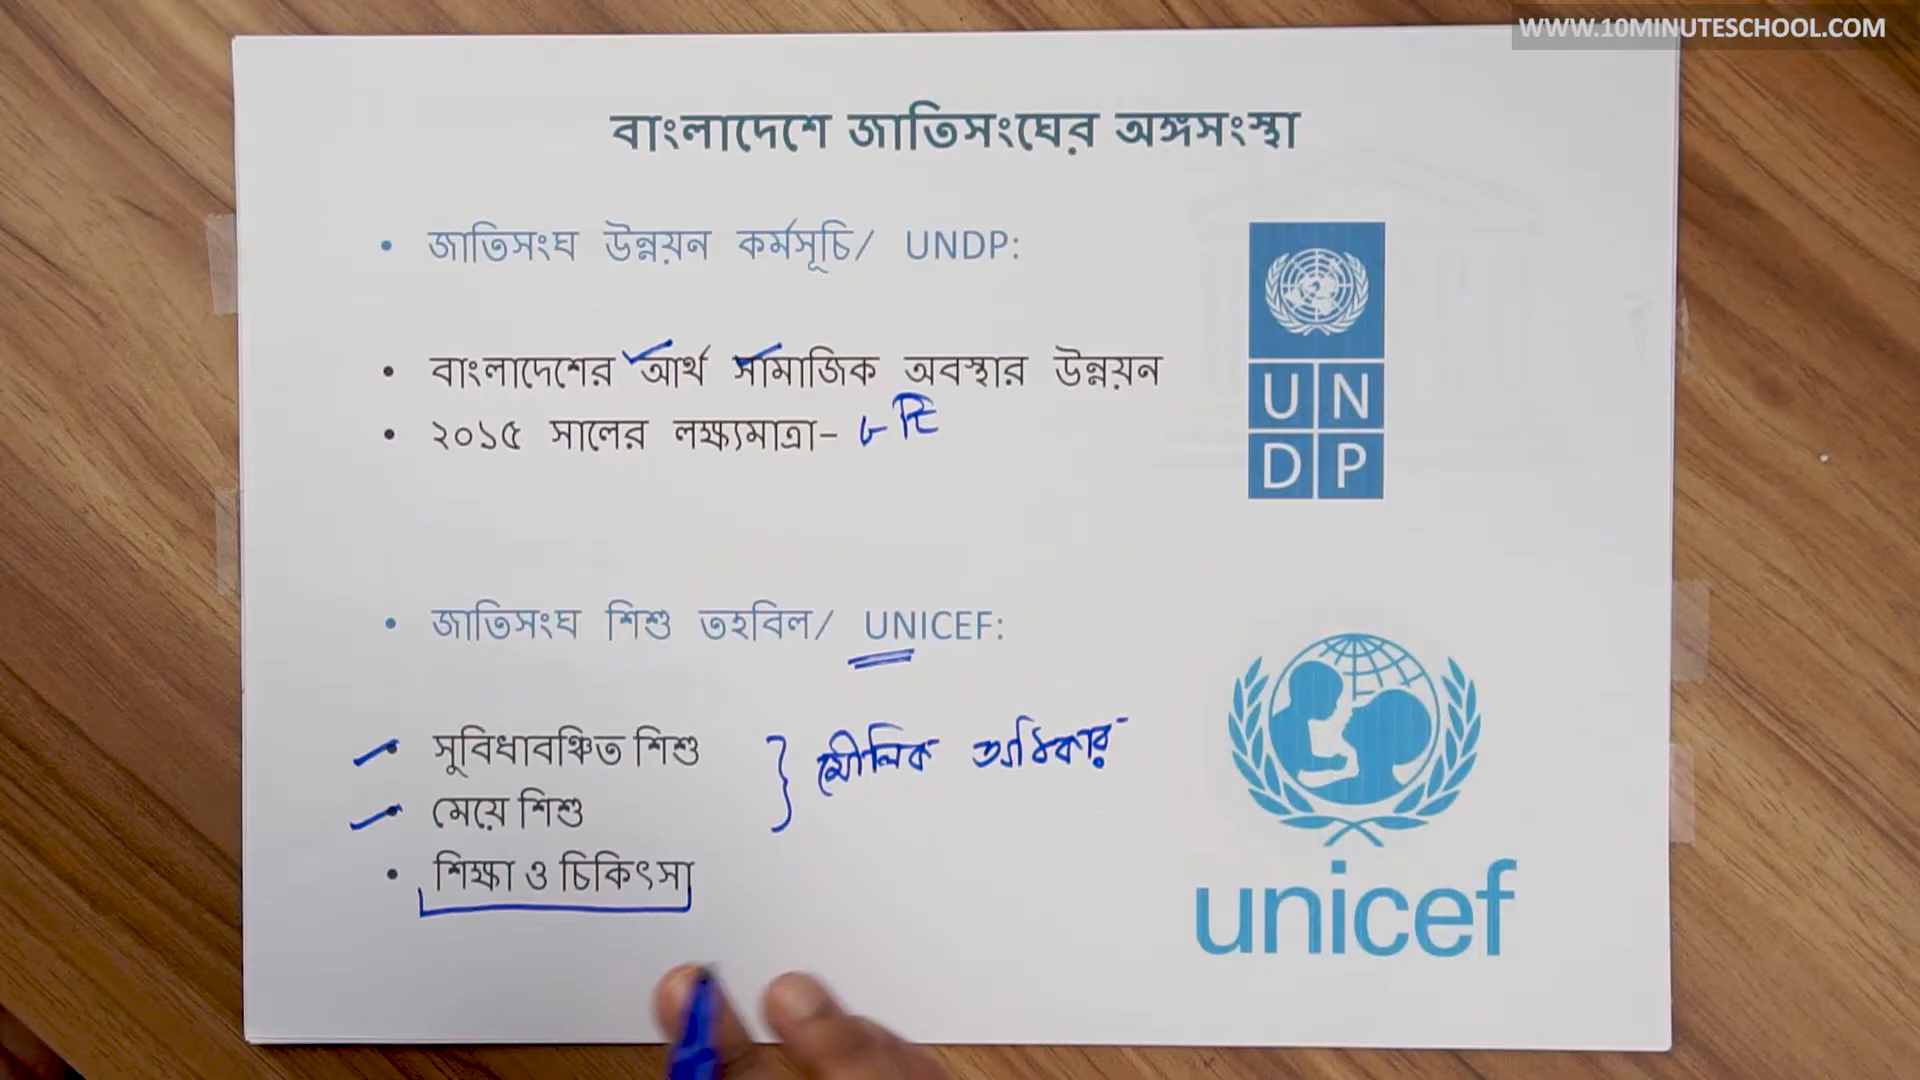 WWW.10MINUTESCHOOL.COM
বাংলাদেশে জাতিসংঘের অঙ্গসংস্থা
• জাতিসংঘ উন্নয়ন কর্মসূচি/ UNDP:
• বাংলাদেশের আর্থ সামাজিক অবস্থার উন্নয়ন
• ২০১৫ সালের লক্ষ্যমাত্রা– ৮ টি
U N
D P
• জাতিসংঘ শিশু তহবিল/ UNICEF:
• সুবিধাবঞ্চিত শিশু } মৌলিক অধিকার
• মেয়ে শিশু
• শিক্ষা ও চিকিৎসা
unicef